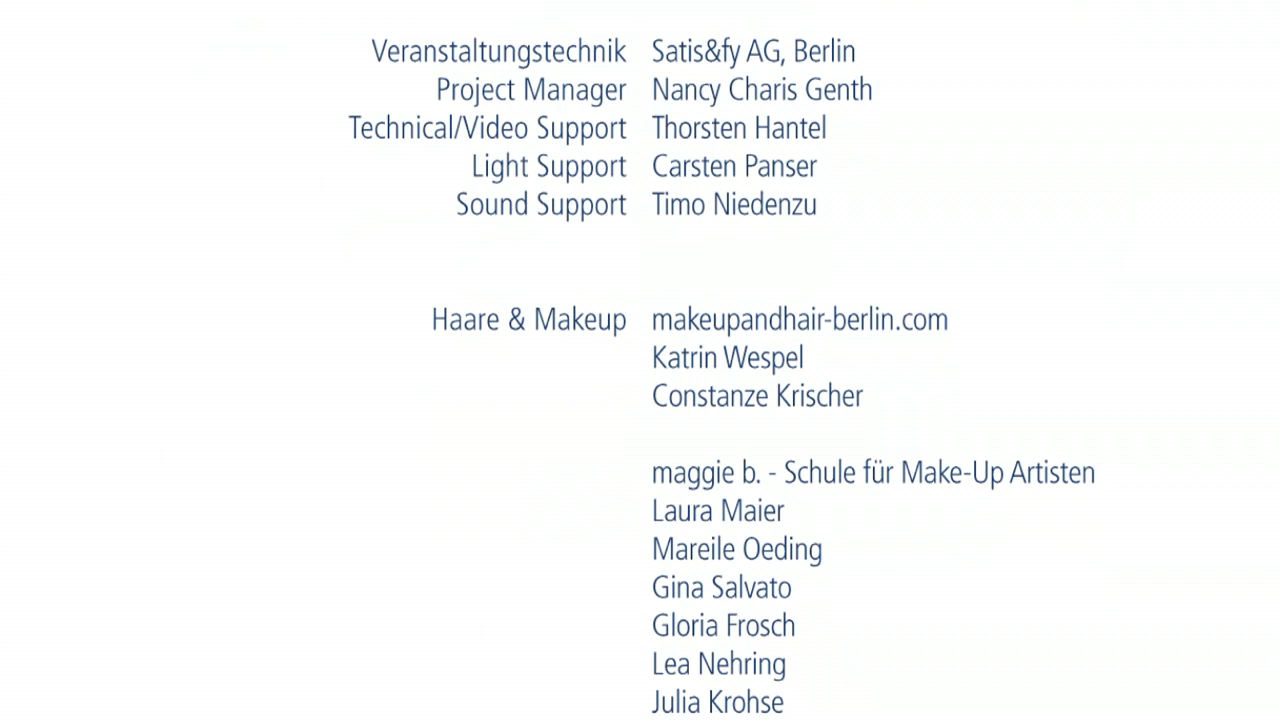 Veranstaltungstechnik Satis&fy AG, Berlin
Project Manager Nancy Charis Genth
Technical/Video Support Thorsten Hantel
Light Support Carsten Panser
Sound Support Timo Niedenzu
Haare & Makeup makeupandhair-berlin.com
Katrin Wespel
Constanze Krischer
maggie b. - Schule für Make-Up Artisten
Laura Maier
Mareile Oeding
Gina Salvato
Gloria Frosch
Lea Nehring
Julia Krohse